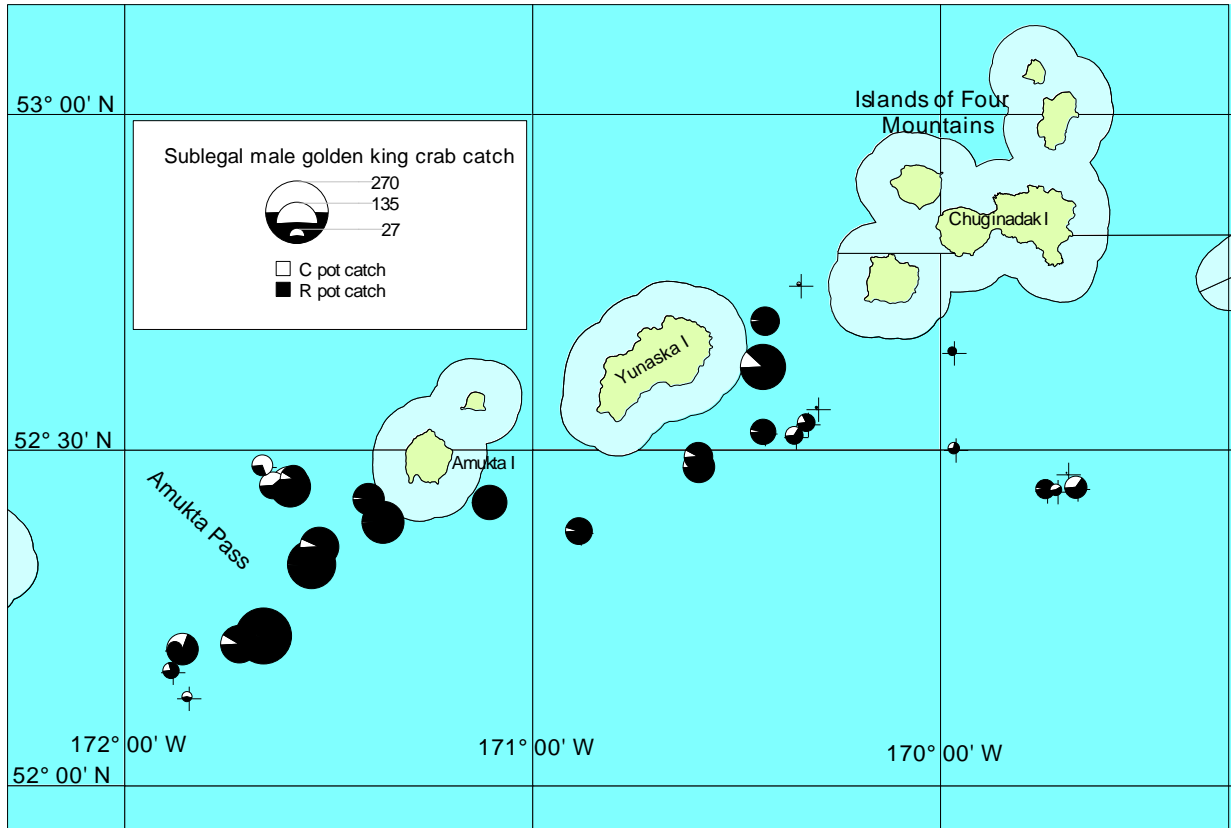 53° 00' N
Islands of Four
Mountains
Sublegal male golden king crab catch
270
135
27
C pot catch
R pot catch
Chuginadak I
Yunaska I
52° 30' N
Amukta I
Amukta Pass
172° 00' W
171° 00' W
170° 00' W
52° 00' N